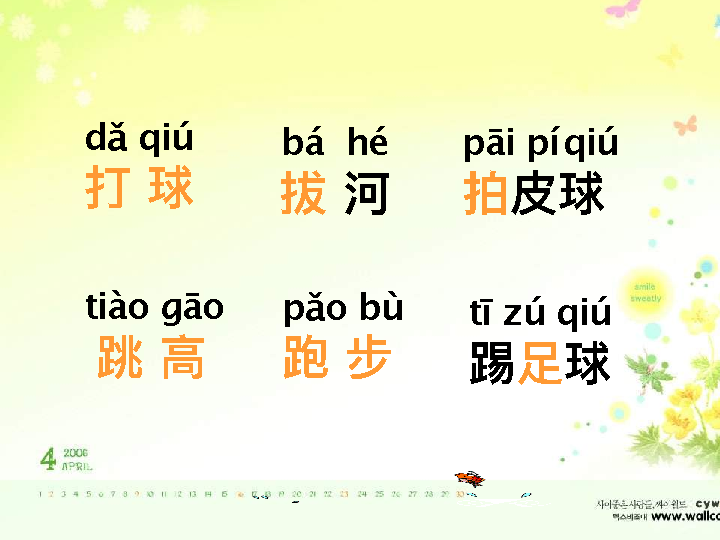 dǎ qiú bá hé pāi píqiú
打 球 拔 河 拍皮球
tiào gāo pǎo bù tī zú qiú
跳 高 跑 步 踢足球
smile
sweetly
4 2006
APRIL
1 2 3 4 5 6 7 8 9 10 11 12 13 14 15 16 17 18 19 20 21 22 23 24 25 26 27 28 29 30
www.wallco